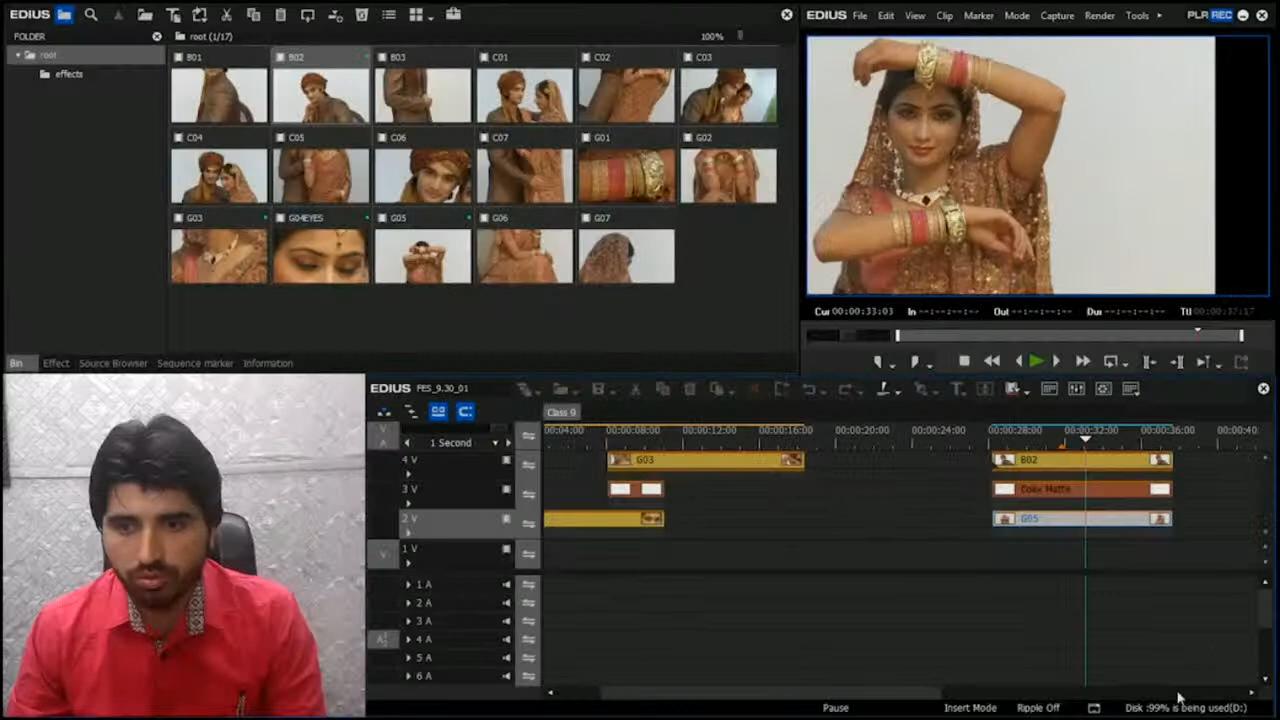 EDIUS
FOLDER
root
effects
root (1/17)
100%
B01
B02
B03
C01
C02
C03
C04
C05
C06
C07
G01
G02
G03
G04EYES
G05
G06
G07
Bin Effect Source Browser Sequence marker Information
EDIUS File Edit View Clip Marker Mode Capture Render Tools PLR REC
Cur 00:00:33:03 In --:--:--:-- Out --:--:--:-- Dur --:--:--:-- Ttl 00:00:37:17
EDIUS FES_9.30_01
Class 9
V
A
1 Second
00:04:00 00:00:08:00 00:00:12:00 00:00:16:00 00:00:20:00 00:00:24:00 00:00:28:00 00:00:32:00 00:00:36:00 00:00:40
4 V
G03
B02
3 V
Color Matte
2 V
G05
V
1 V
1 A
2 A
3 A
4 A
5 A
6 A
Pause Insert Mode Ripple Off Disk :99% is being used(D:)